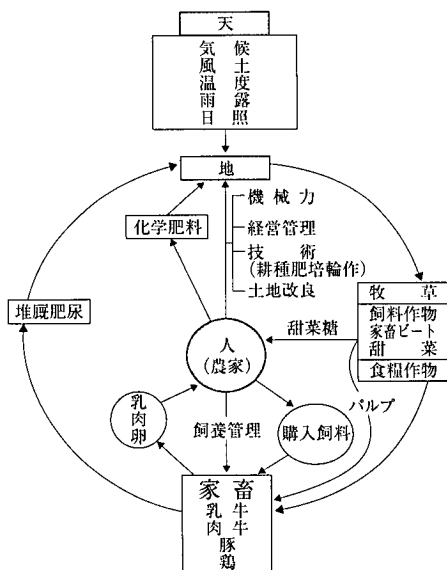 天
気候
風土
温度
雨露
日照
地
機械力
化学肥料
経営管理
技術
(耕種肥培輪作)
土地改良
堆厩肥尿
牧草
飼料作物
家畜ビート
甜菜
食糧作物
甜菜糖
人
(農家)
パルプ
乳肉卵
飼養管理
購入飼料
家畜
乳牛
肉牛
豚
鶏